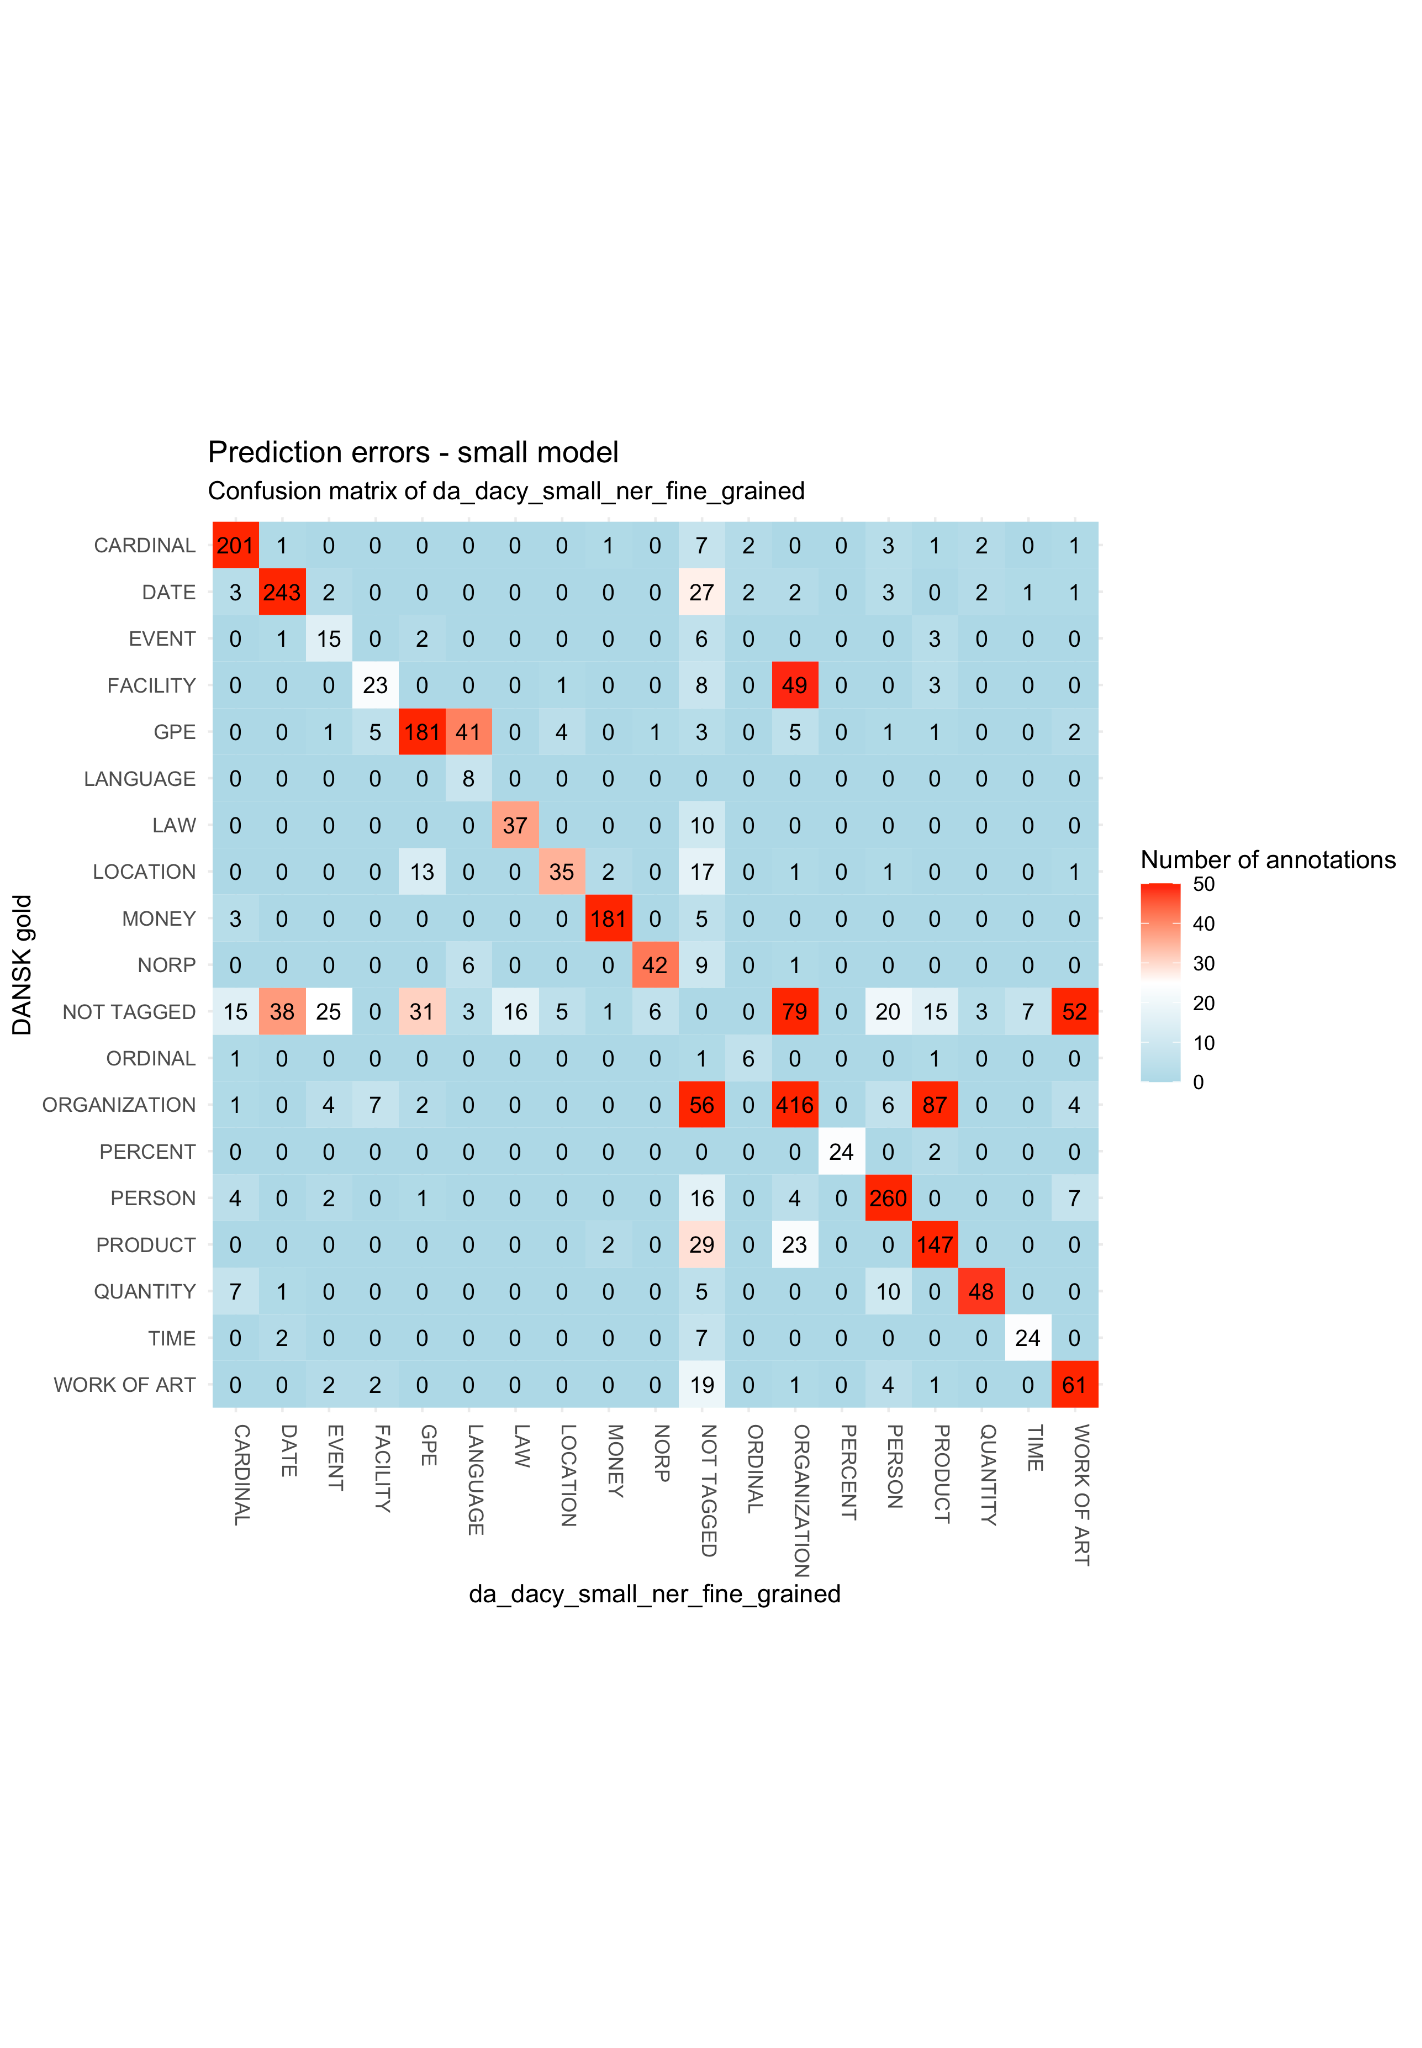 Prediction errors - small model
Confusion matrix of da_dacy_small_ner_fine_grained
CARDINAL 201 1 0 0 0 0 0 0 1 0 7 2 0 0 3 1 2 0 1
DATE 3 243 2 0 0 0 0 0 0 0 27 2 2 0 3 0 2 1 1
EVENT 0 1 15 0 2 0 0 0 0 0 6 0 0 0 0 3 0 0 0
FACILITY 0 0 0 23 0 0 0 1 0 0 8 0 49 0 0 3 0 0 0
GPE 0 0 1 5 181 41 0 4 0 1 3 0 5 0 1 1 0 0 2
LANGUAGE 0 0 0 0 0 8 0 0 0 0 0 0 0 0 0 0 0 0 0
LAW 0 0 0 0 0 0 37 0 0 0 10 0 0 0 0 0 0 0 0
LOCATION 0 0 0 0 13 0 0 35 2 0 17 0 1 0 1 0 0 0 1
MONEY 3 0 0 0 0 0 0 0 181 0 5 0 0 0 0 0 0 0 0
NORP 0 0 0 0 0 6 0 0 0 42 9 0 1 0 0 0 0 0 0
NOT TAGGED 15 38 25 0 31 3 16 5 1 6 0 0 79 0 20 15 3 7 52
ORDINAL 1 0 0 0 0 0 0 0 0 0 1 6 0 0 0 1 0 0 0
ORGANIZATION 1 0 4 7 2 0 0 0 0 0 56 0 416 0 6 87 0 0 4
PERCENT 0 0 0 0 0 0 0 0 0 0 0 0 0 24 0 2 0 0 0
PERSON 4 0 2 0 1 0 0 0 0 0 16 0 4 0 260 0 0 0 7
PRODUCT 0 0 0 0 0 0 0 0 2 0 29 0 23 0 0 147 0 0 0
QUANTITY 7 1 0 0 0 0 0 0 0 0 5 0 0 0 10 0 48 0 0
TIME 0 2 0 0 0 0 0 0 0 0 7 0 0 0 0 0 0 24 0
WORK OF ART 0 0 2 2 0 0 0 0 0 0 19 0 1 0 4 1 0 0 61
CARDINAL
DATE
EVENT
FACILITY
GPE
LANGUAGE
LAW
LOCATION
MONEY
NORP
NOT TAGGED
ORDINAL
ORGANIZATION
PERCENT
PERSON
PRODUCT
QUANTITY
TIME
WORK OF ART
da_dacy_small_ner_fine_grained
DANSK gold
Number of annotations
50
40
30
20
10
0